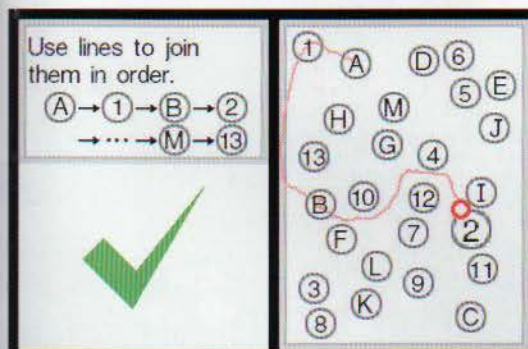 Use lines to join
them in order.
A → 1 → B → 2
→ ··· → M → 13
1
A
D
6
5
E
H
M
J
13
G
4
B
10
12
I
2
F
7
L
11
3
K
9
8
C